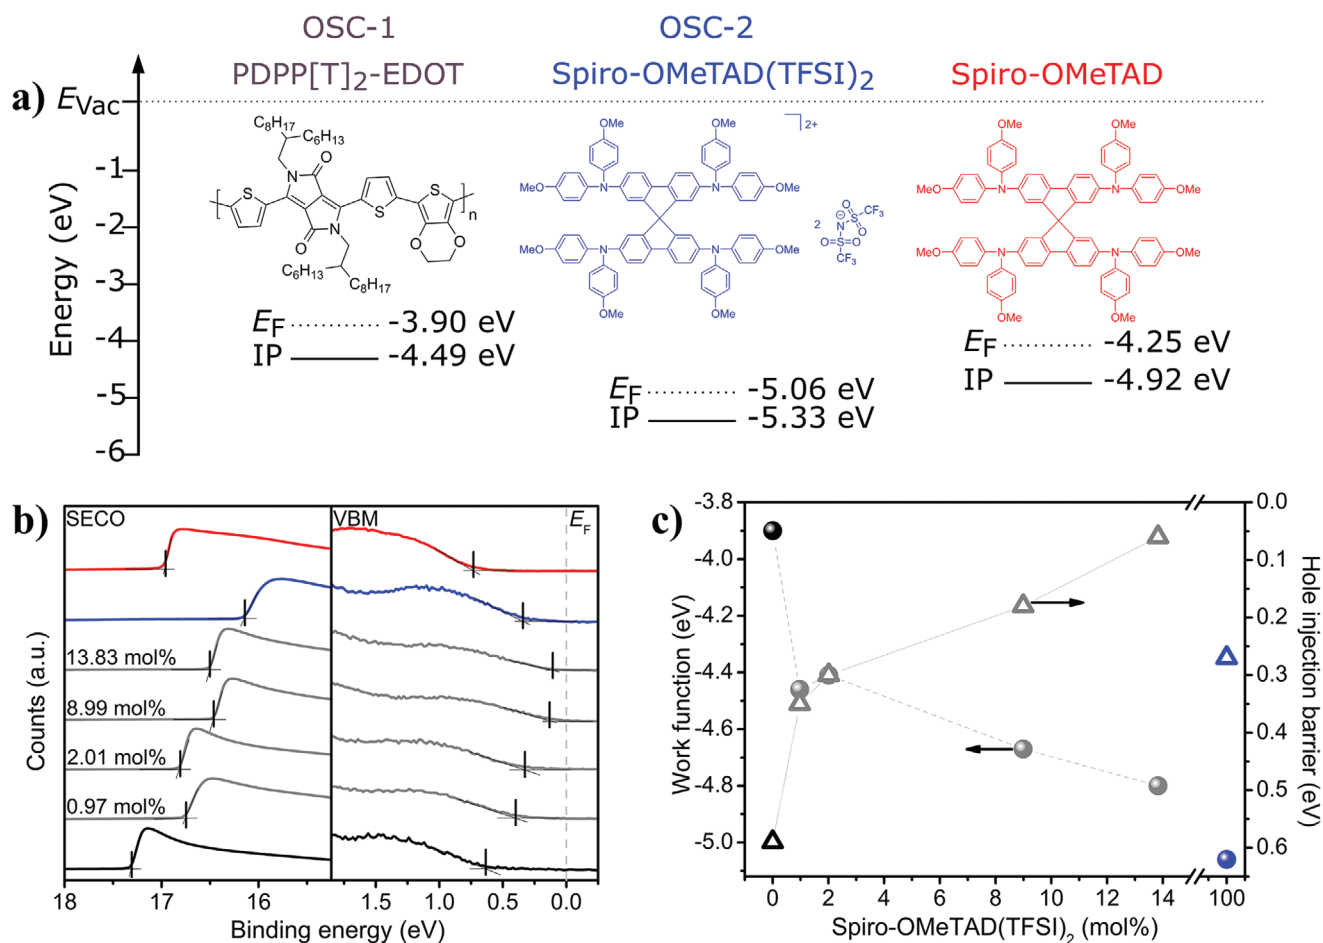 OSC-1
OSC-2
PDPP[T]2-EDOT
Spiro-OMeTAD(TFSI)2
Spiro-OMeTAD
a)
EVac
Energy (eV)
-1
-2
-3
-4
-5
-6
C8H17
C6H13
O
N
S
S
S
n
O
N
O
O
C6H13
C8H17
OMe
OMe
2+
MeO
N
N
OMe
MeO
N
N
OMe
OMe
OMe
2
O
O
S
CF3
N
⊖
O
S
O
CF3
OMe
OMe
MeO
N
N
OMe
MeO
N
N
OMe
OMe
OMe
EF -3.90 eV
IP -4.49 eV
EF -5.06 eV
IP -5.33 eV
EF -4.25 eV
IP -4.92 eV
b)
SECO
VBM
EF
13.83 mol%
8.99 mol%
2.01 mol%
0.97 mol%
Counts (a.u.)
18 17 16 1.5 1.0 0.5 0.0
Binding energy (eV)
c)
-3.8
-4.0
-4.2
-4.4
-4.6
-4.8
-5.0
Work function (eV)
0.0
0.1
0.2
0.3
0.4
0.5
0.6
Hole injection barrier (eV)
0 2 4 6 8 10 12 14 100
Spiro-OMeTAD(TFSI)2 (mol%)